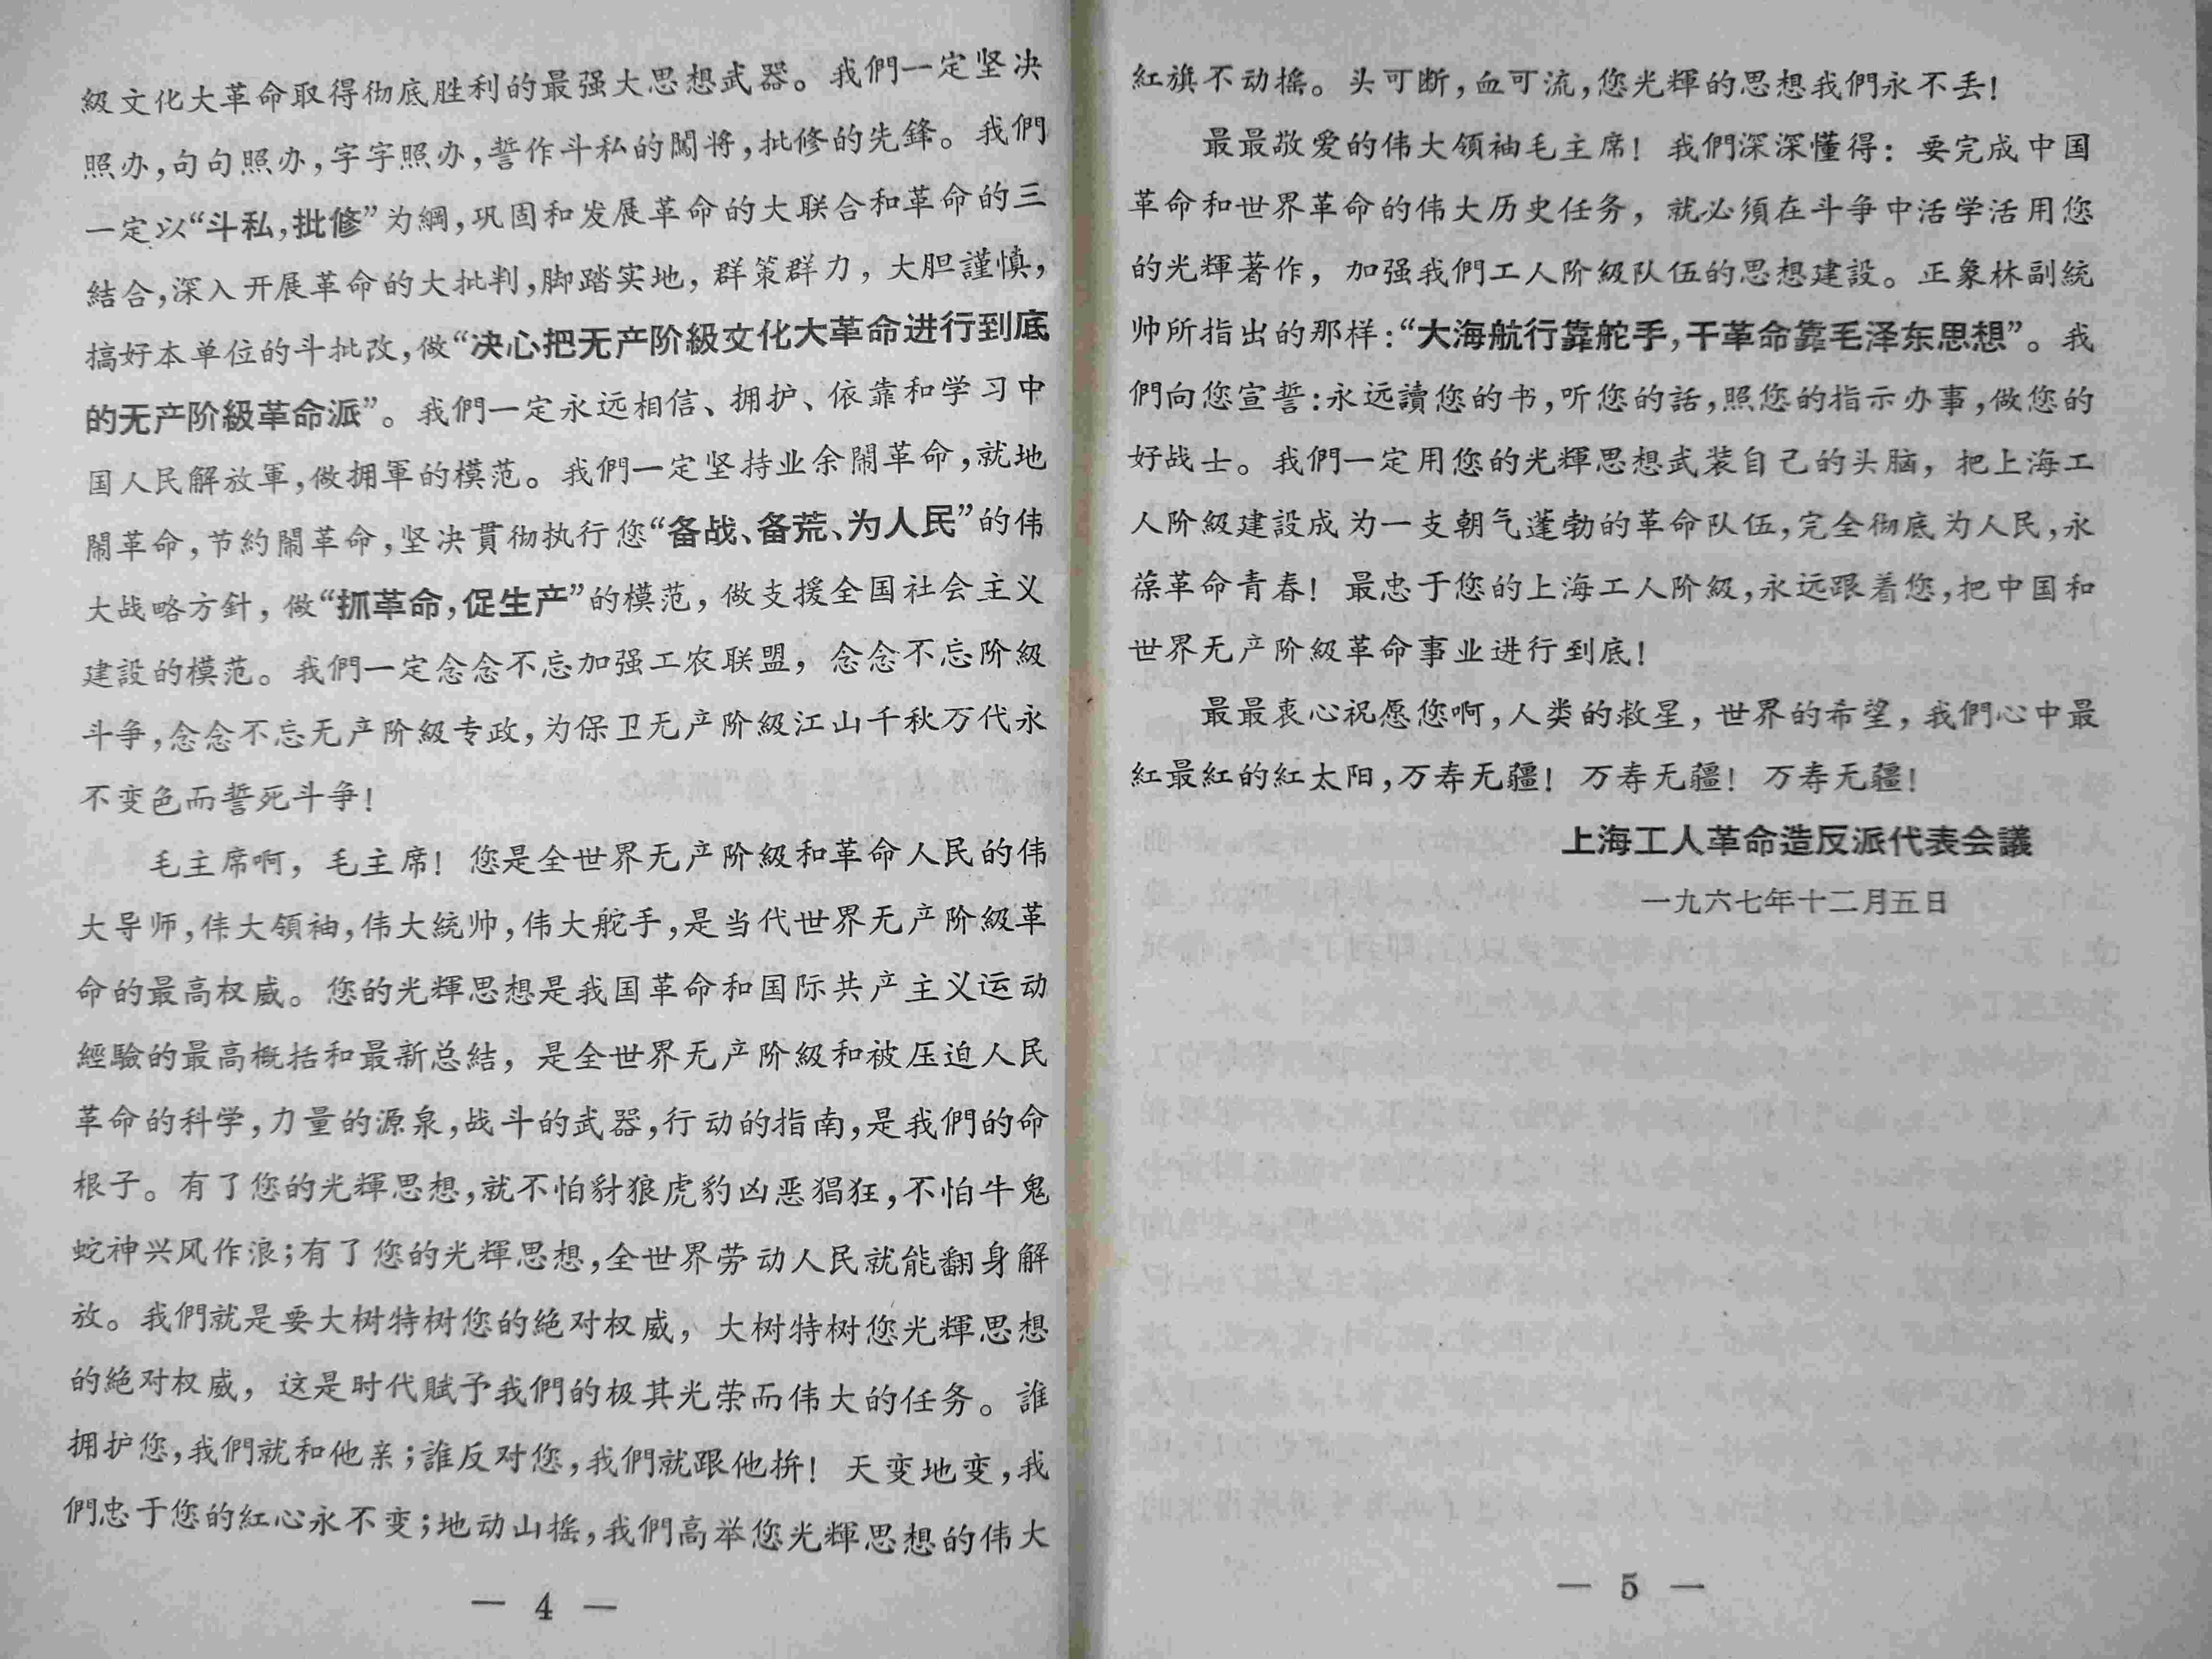 級文化大革命取得彻底胜利的最强大思想武器。我們一定坚决
照办，句句照办，字字照办，誓作斗私的闖将，批修的先鋒。我們
一定以“斗私，批修”为綱，巩固和发展革命的大联合和革命的三
結合，深入开展革命的大批判，脚踏实地，群策群力，大胆謹慎，
搞好本单位的斗批改，做“决心把无产阶級文化大革命进行到底
的无产阶級革命派”。我們一定永远相信、拥护、依靠和学习中
国人民解放軍，做拥軍的模范。我們一定坚持业余鬧革命，就地
鬧革命，节約鬧革命，坚决貫彻执行您“备战、备荒、为人民”的伟
大战略方針，做“抓革命，促生产”的模范，做支援全国社会主义
建設的模范。我們一定念念不忘加强工农联盟，念念不忘阶級
斗争，念念不忘无产阶級专政，为保卫无产阶級江山千秋万代永
不变色而誓死斗争！
毛主席啊，毛主席！您是全世界无产阶級和革命人民的伟
大导师，伟大領袖，伟大統帅，伟大舵手，是当代世界无产阶級革
命的最高权威。您的光輝思想是我国革命和国际共产主义运动
經驗的最高概括和最新总結，是全世界无产阶級和被压迫人民
革命的科学，力量的源泉，战斗的武器，行动的指南，是我們的命
根子。有了您的光輝思想，就不怕豺狼虎豹凶恶猖狂，不怕牛鬼
蛇神兴风作浪；有了您的光輝思想，全世界劳动人民就能翻身解
放。我們就是要大树特树您的絕对权威，大树特树您光輝思想
的絕对权威，这是时代賦予我們的极其光荣而伟大的任务。誰
拥护您，我們就和他亲；誰反对您，我們就跟他拚！天变地变，我
們忠于您的紅心永不变；地动山搖，我們高举您光輝思想的伟大
— 4 —
紅旗不动搖。头可断，血可流，您光輝的思想我們永不丢！
最最敬爱的伟大領袖毛主席！我們深深懂得：要完成中国
革命和世界革命的伟大历史任务，就必須在斗争中活学活用您
的光輝著作，加强我們工人阶級队伍的思想建設。正象林副統
帅所指出的那样：“大海航行靠舵手，干革命靠毛泽东思想”。我
們向您宣誓：永远讀您的书，听您的話，照您的指示办事，做您的
好战士。我們一定用您的光輝思想武装自己的头脑，把上海工
人阶級建設成为一支朝气蓬勃的革命队伍，完全彻底为人民，永
葆革命青春！最忠于您的上海工人阶級，永远跟着您，把中国和
世界无产阶級革命事业进行到底！
最最衷心祝愿您啊，人类的救星，世界的希望，我們心中最
紅最紅的紅太阳，万寿无疆！万寿无疆！万寿无疆！
上海工人革命造反派代表会議
一九六七年十二月五日
— 5 —